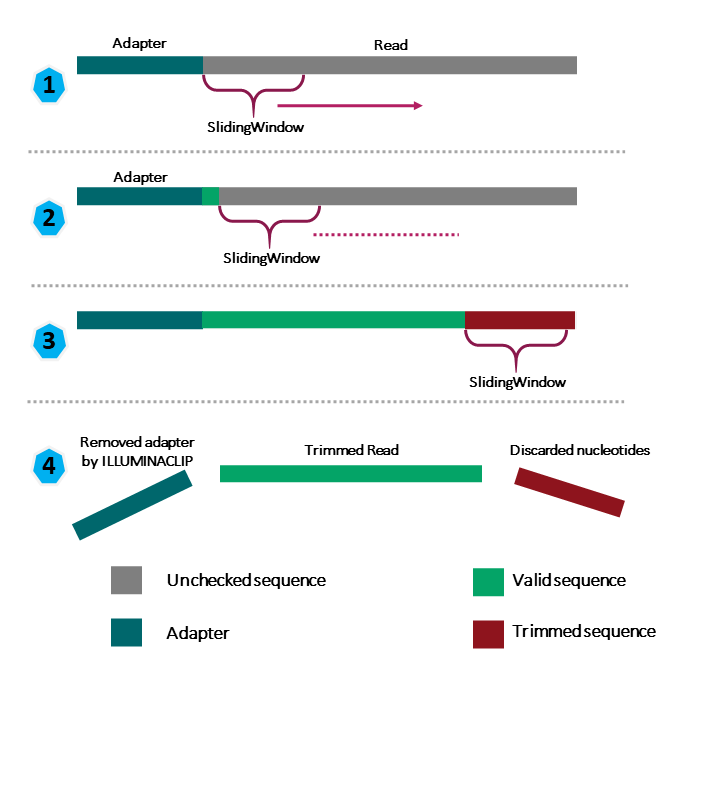 Adapter
Read
1
SlidingWindow
Adapter
2
SlidingWindow
3
SlidingWindow
4
Removed adapter
by ILLUMINACLIP
Trimmed Read
Discarded nucleotides
Unchecked sequence
Valid sequence
Adapter
Trimmed sequence